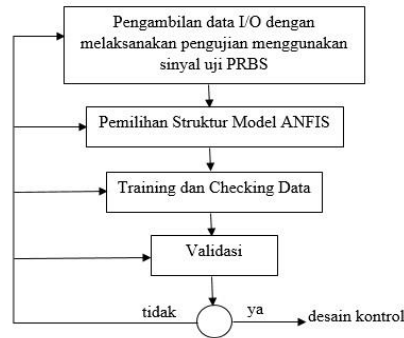 Pengambilan data I/O dengan
melaksanakan pengujian menggunakan
sinyal uji PRBS
Pemilihan Struktur Model ANFIS
Training dan Checking Data
Validasi
tidak
ya
desain kontrol